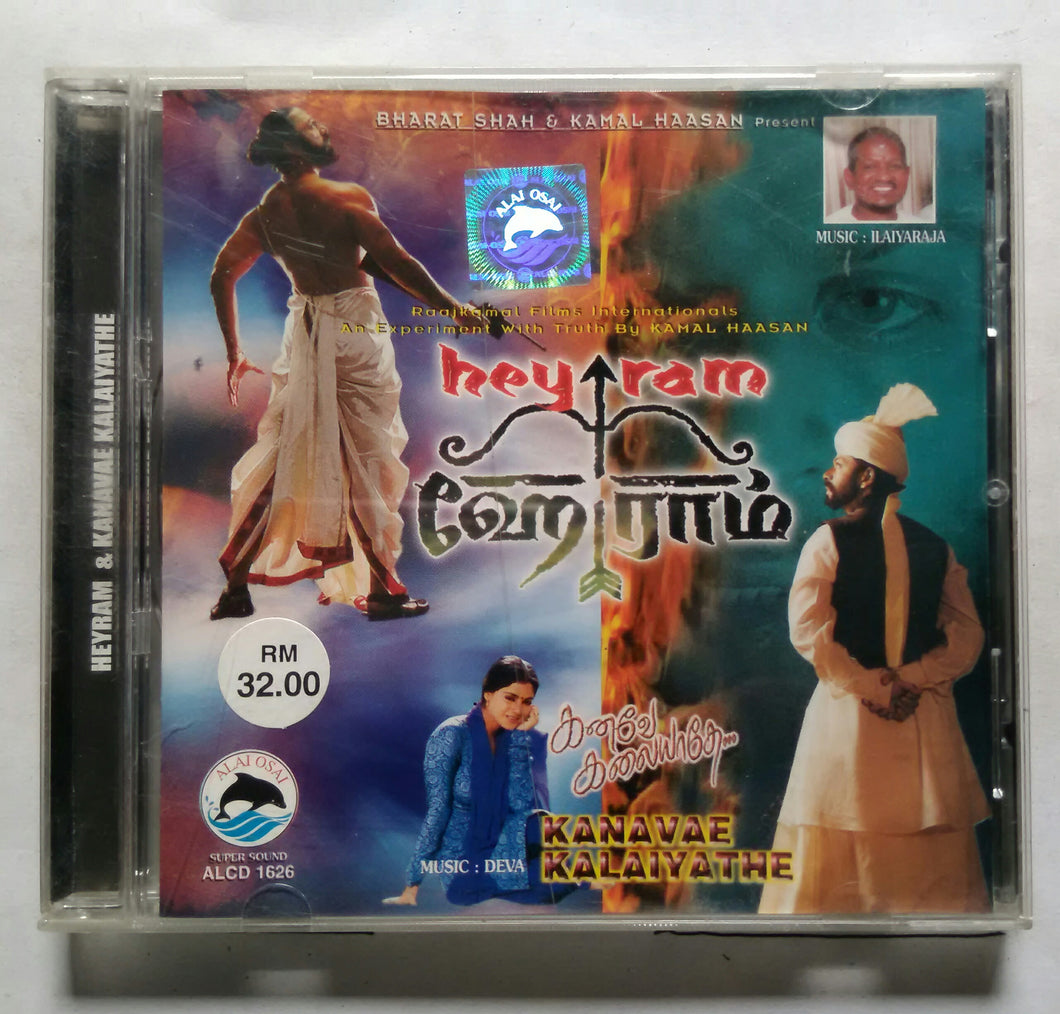 BHARAT SHAH & KAMAL HAASAN Present
ALAI OSAI
MUSIC : ILAIYARAJA
Raajkamal Films Internationals
An Experiment With Truth By KAMAL HAASAN
hey ram
ஹே ராம்
HEYRAM & KANAVAE KALAIYATHE
RM
32.00
கனவே
கலையாதே...
KANAVAE
KALAIYATHE
MUSIC : DEVA
ALAI OSAI
SUPER SOUND
ALCD 1626